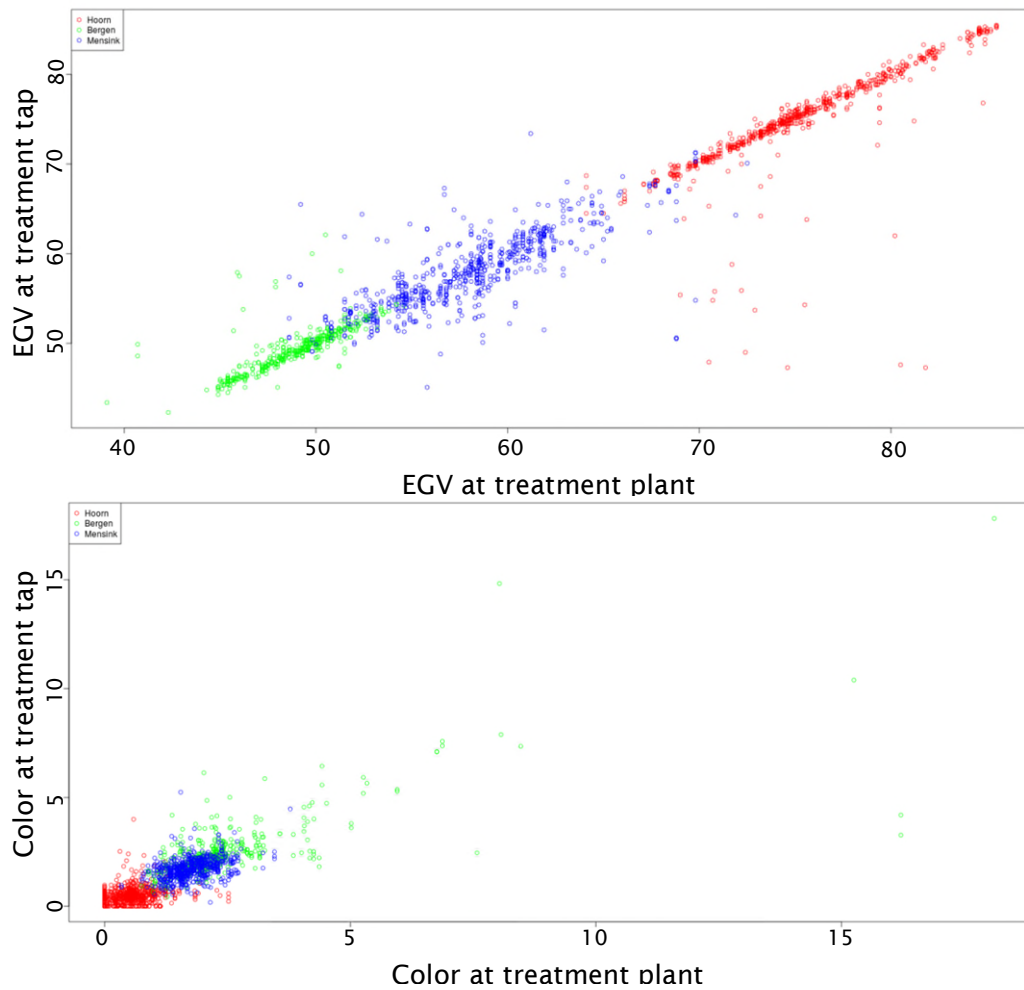 Hoorn
Bergen
Mensink
EGV at treatment tap
80
70
60
50
40 50 60 70 80
EGV at treatment plant
Hoorn
Bergen
Mensink
Color at treatment tap
15
10
5
0
0 5 10 15
Color at treatment plant